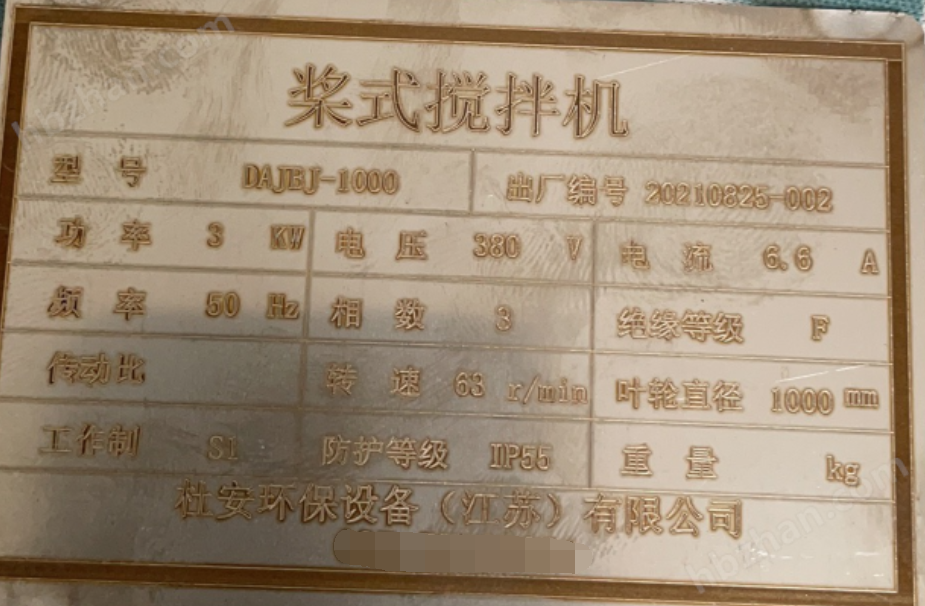 桨式搅拌机
型号 DAJBJ-1000 出厂编号 20210825-002
功率 3 KW 电压 380 V 电流 6.6 A
频率 50 Hz 相数 3 绝缘等级 F
传动比 转速 63 r/min 叶轮直径 1000 mm
工作制 S1 防护等级 IP55 重量 kg
杜安环保设备（江苏）有限公司
hbzhan.com